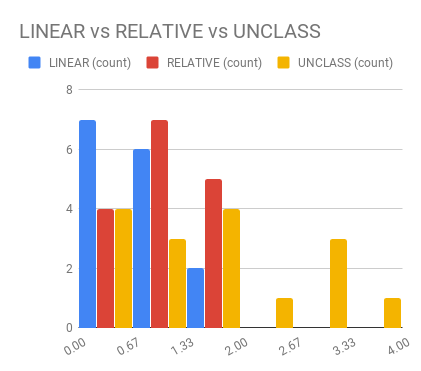 LINEAR vs RELATIVE vs UNCLASS
LINEAR (count) RELATIVE (count) UNCLASS (count)
8
6
4
2
0
0.00 0.67 1.33 2.00 2.67 3.33 4.00